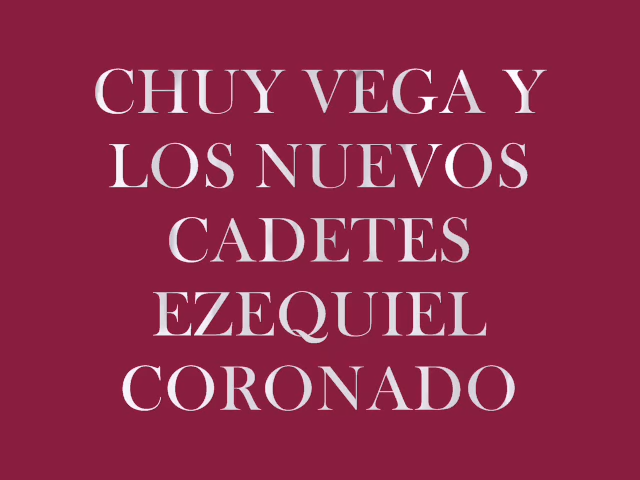 CHUY VEGA Y
LOS NUEVOS
CADETES
EZEQUIEL
CORONADO